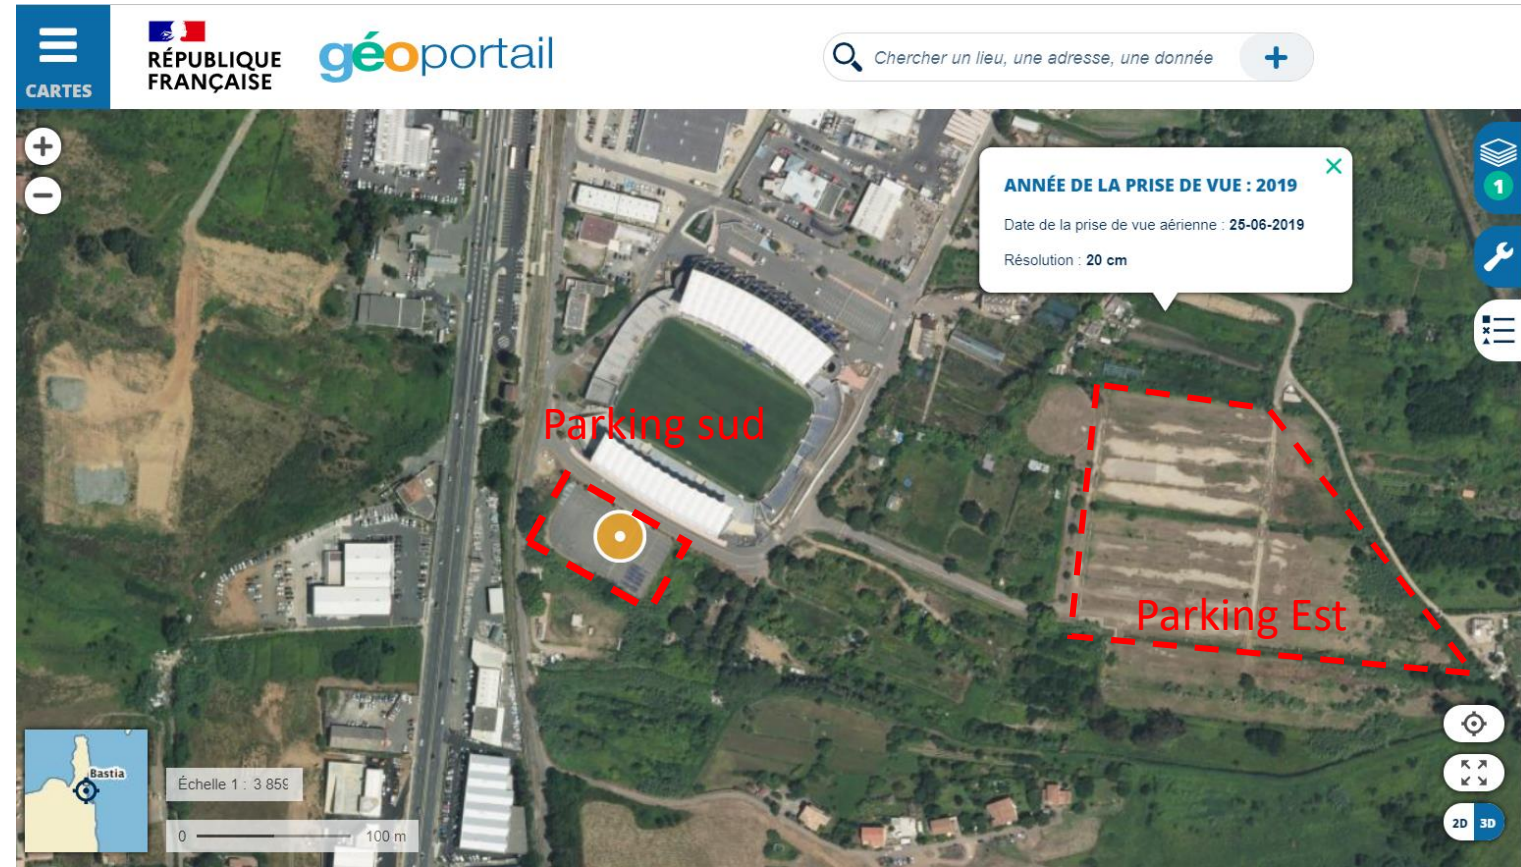 CARTES
RÉPUBLIQUE
FRANÇAISE
géoportail
Chercher un lieu, une adresse, une donnée
ANNÉE DE LA PRISE DE VUE : 2019
Date de la prise de vue aérienne : 25-06-2019
Résolution : 20 cm
1
Parking sud
Parking Est
Bastia
Échelle 1 : 3 859
0 100 m
2D 3D